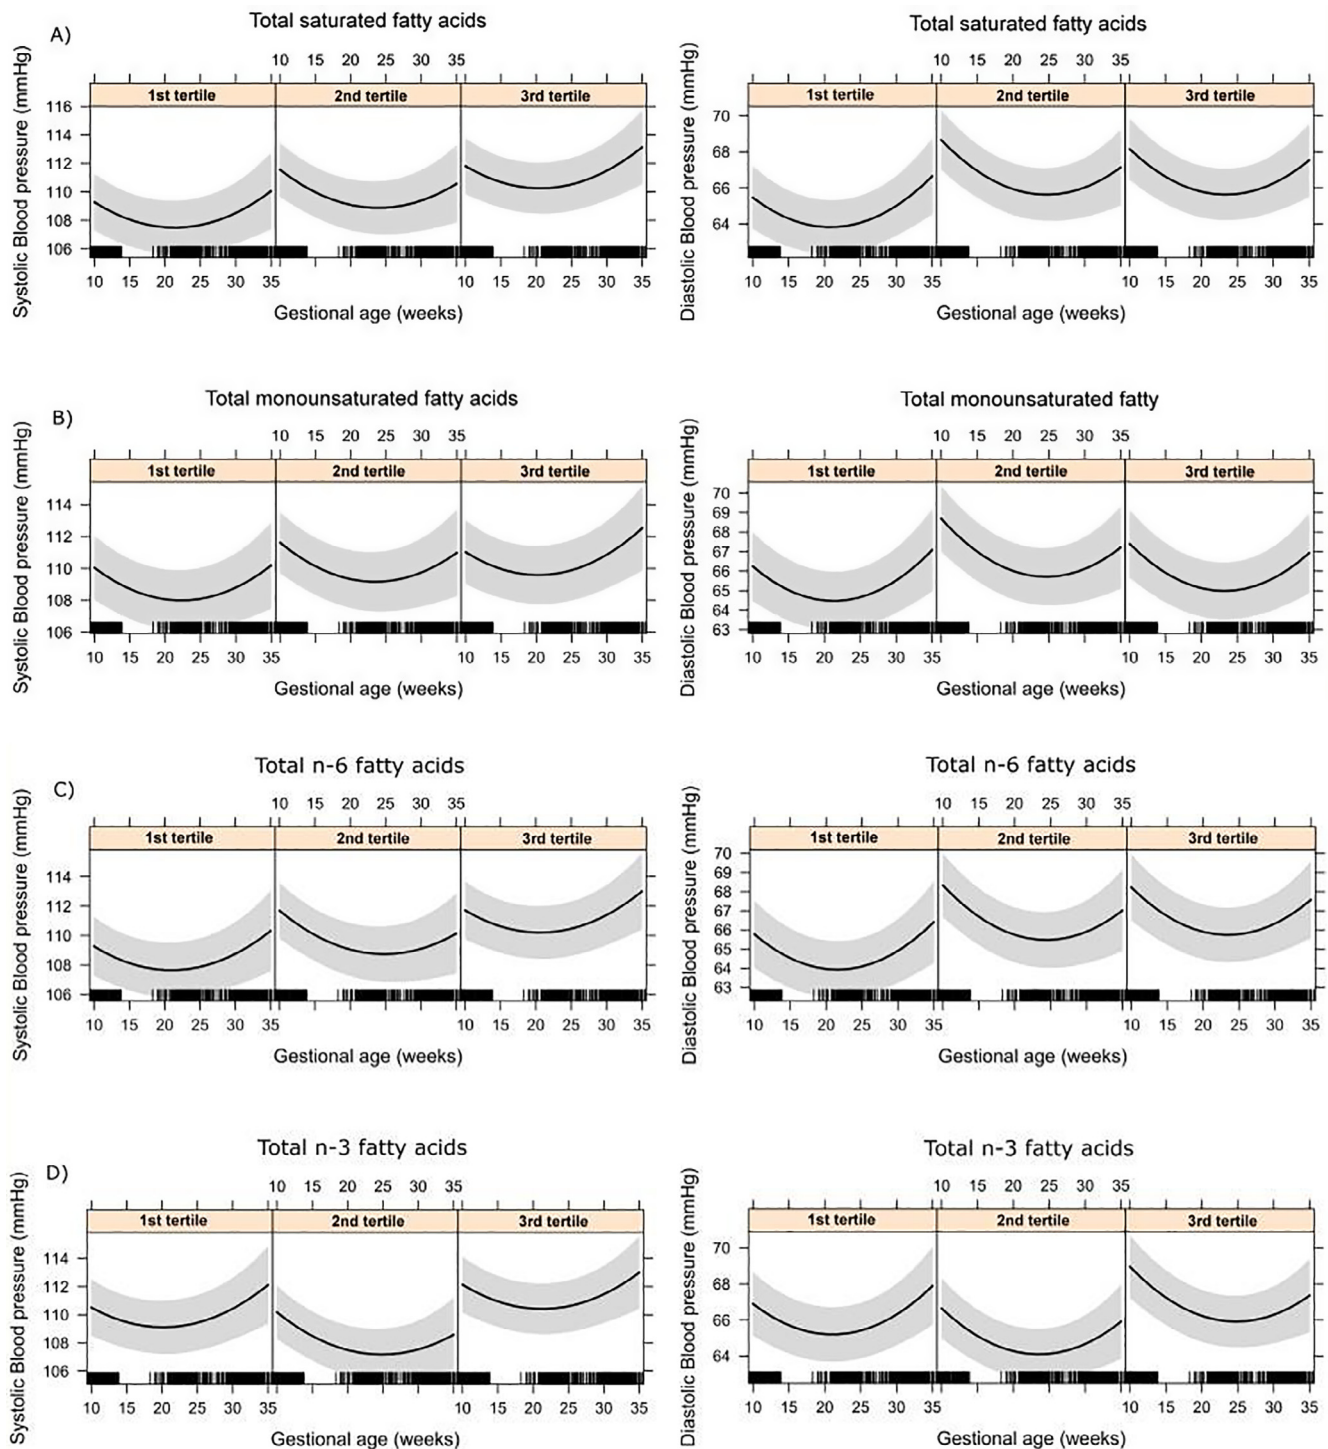 A)
Total saturated fatty acids
10 15 20 25 30 35
1st tertile 2nd tertile 3rd tertile
Systolic Blood pressure (mmHg)
116
114
112
110
108
106
10 15 20 25 30 35 10 15 20 25 30 35
Gestional age (weeks)
Total saturated fatty acids
10 15 20 25 30 35
1st tertile 2nd tertile 3rd tertile
Diastolic Blood pressure (mmHg)
70
68
66
64
10 15 20 25 30 35 10 15 20 25 30 35
Gestional age (weeks)
B)
Total monounsaturated fatty acids
10 15 20 25 30 35
1st tertile 2nd tertile 3rd tertile
Systolic Blood pressure (mmHg)
114
112
110
108
106
10 15 20 25 30 35 10 15 20 25 30 35
Gestional age (weeks)
Total monounsaturated fatty
10 15 20 25 30 35
1st tertile 2nd tertile 3rd tertile
Diastolic Blood pressure (mmHg)
70
69
68
67
66
65
64
63
10 15 20 25 30 35 10 15 20 25 30 35
Gestional age (weeks)
C)
Total n-6 fatty acids
10 15 20 25 30 35
1st tertile 2nd tertile 3rd tertile
Systolic Blood pressure (mmHg)
114
112
110
108
106
10 15 20 25 30 35 10 15 20 25 30 35
Gestional age (weeks)
Total n-6 fatty acids
10 15 20 25 30 35
1st tertile 2nd tertile 3rd tertile
Diastolic Blood pressure (mmHg)
70
69
68
67
66
65
64
63
10 15 20 25 30 35 10 15 20 25 30 35
Gestional age (weeks)
D)
Total n-3 fatty acids
10 15 20 25 30 35
1st tertile 2nd tertile 3rd tertile
Systolic Blood pressure (mmHg)
114
112
110
108
106
10 15 20 25 30 35 10 15 20 25 30 35
Gestional age (weeks)
Total n-3 fatty acids
10 15 20 25 30 35
1st tertile 2nd tertile 3rd tertile
Diastolic Blood pressure (mmHg)
70
68
66
64
10 15 20 25 30 35 10 15 20 25 30 35
Gestional age (weeks)